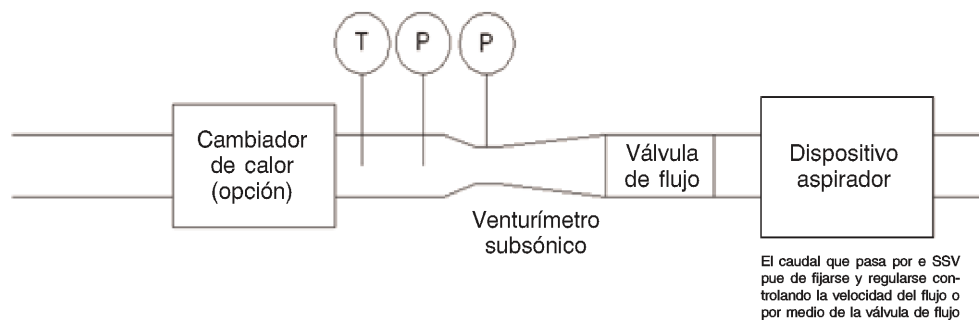 T
P
P
Cambiador
de calor
(opción)
Válvula
de flujo
Dispositivo
aspirador
Venturímetro
subsónico
El caudal que pasa por e SSV
pue de fijarse y regularse con-
trolando la velocidad del flujo o
por medio de la válvula de flujo